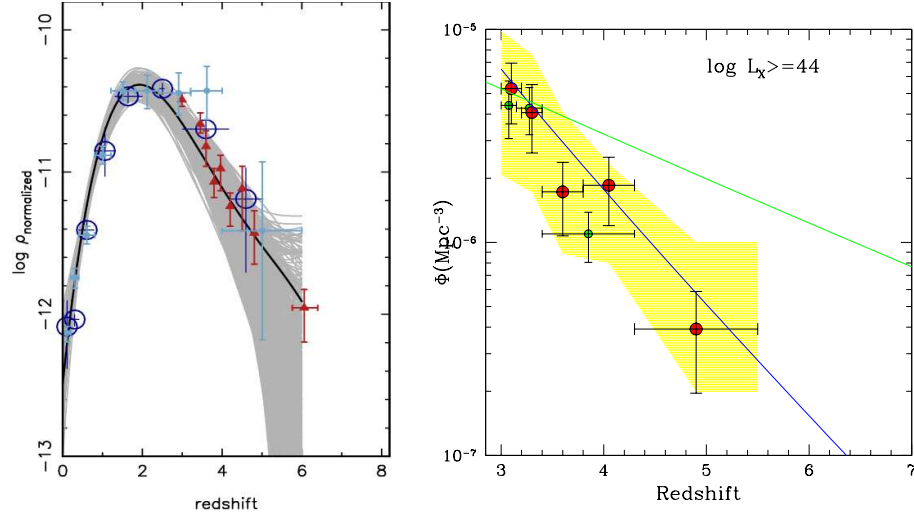 -10
-11
-12
-13
log ρnormalized
0 2 4 6 8
redshift
log Lx>=44
10⁻⁵
10⁻⁶
10⁻⁷
Φ(Mpc⁻³)
3 4 5 6 7
Redshift